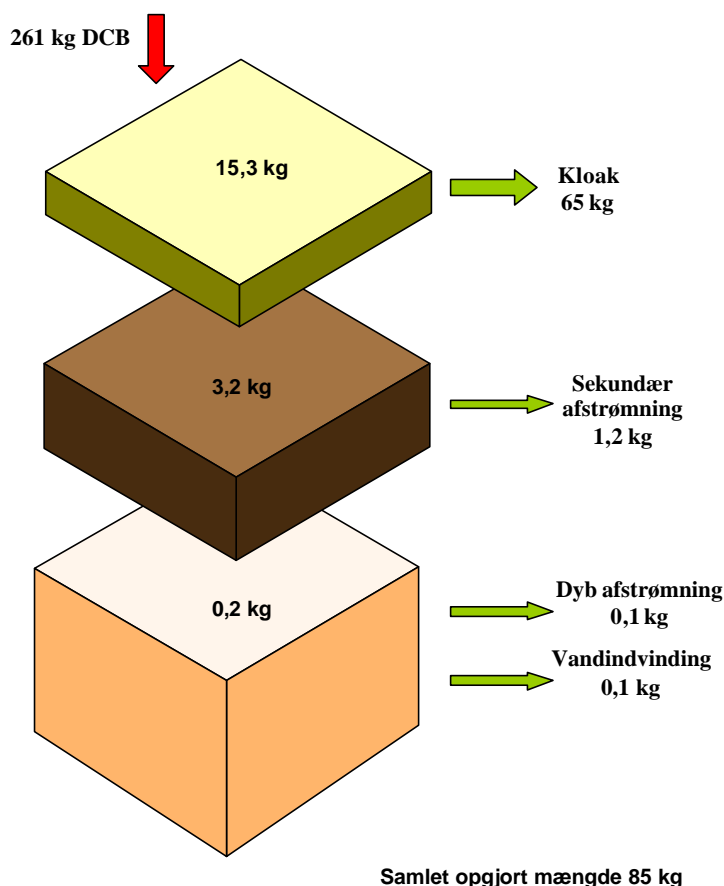 261 kg DCB
15,3 kg
Kloak
65 kg
3,2 kg
Sekundær
afstrømning
1,2 kg
0,2 kg
Dyb afstrømning
0,1 kg
Vandindvinding
0,1 kg
Samlet opgjort mængde 85 kg